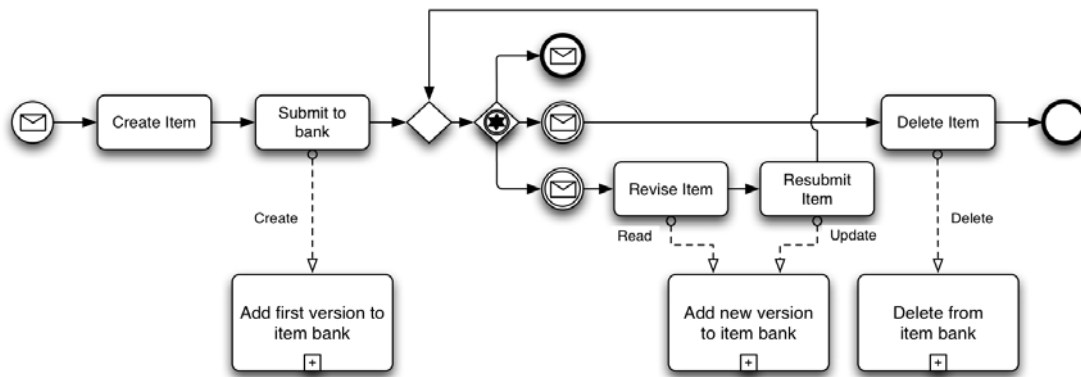 Create Item
Submit to
bank
Delete Item
Revise Item
Resubmit
Item
Create
Read
Update
Delete
Add first version to
item bank
Add new version
to item bank
Delete from
item bank